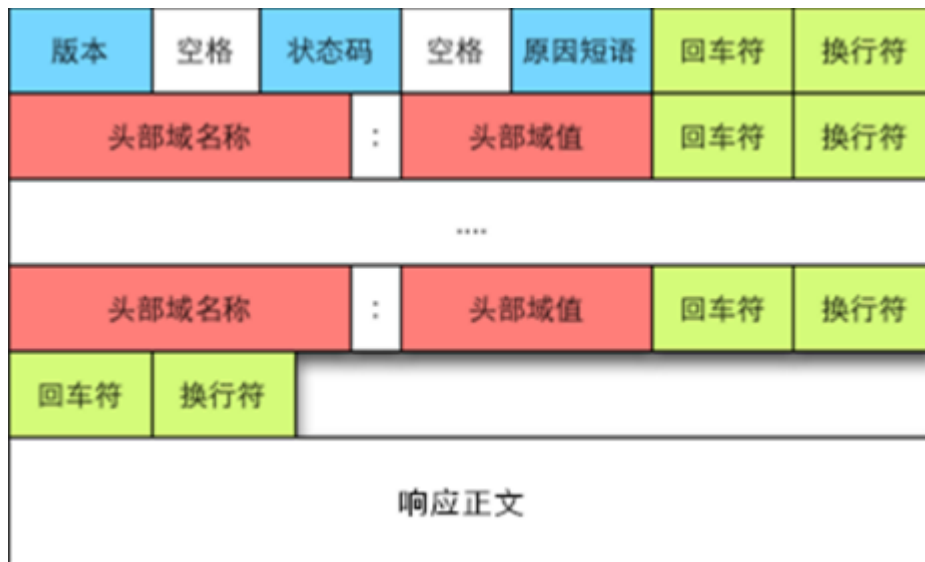 版本 空格 状态码 空格 原因短语 回车符 换行符
头部域名称 : 头部域值 回车符 换行符
....
头部域名称 : 头部域值 回车符 换行符
回车符 换行符
响应正文